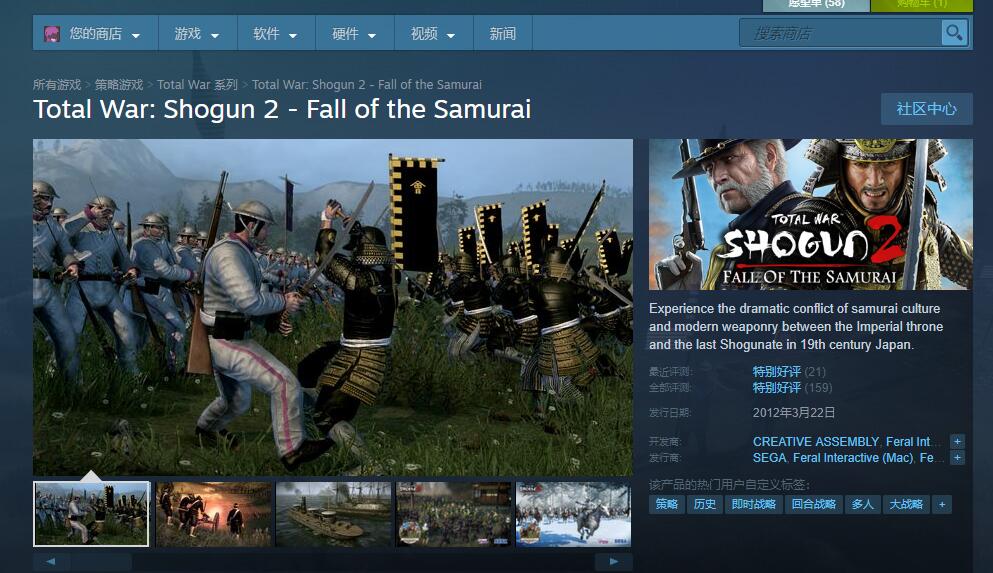 愿望单 (58)
购物车 (1)
您的商店
游戏
软件
硬件
视频
新闻
搜索商店
所有游戏 > 策略游戏 > Total War 系列 > Total War: Shogun 2 - Fall of the Samurai
Total War: Shogun 2 - Fall of the Samurai
社区中心
TOTAL WAR
SHOGUN 2
FALL OF THE SAMURAI
Experience the dramatic conflict of samurai culture
and modern weaponry between the Imperial throne
and the last Shogunate in 19th century Japan.
最近评测: 特别好评 (21)
全部评测: 特别好评 (159)
发行日期: 2012年3月22日
开发商: CREATIVE ASSEMBLY, Feral Int... +
发行商: SEGA, Feral Interactive (Mac), Fe... +
该产品的热门用户自定义标签:
策略 历史 即时战略 回合战略 多人 大战略 +